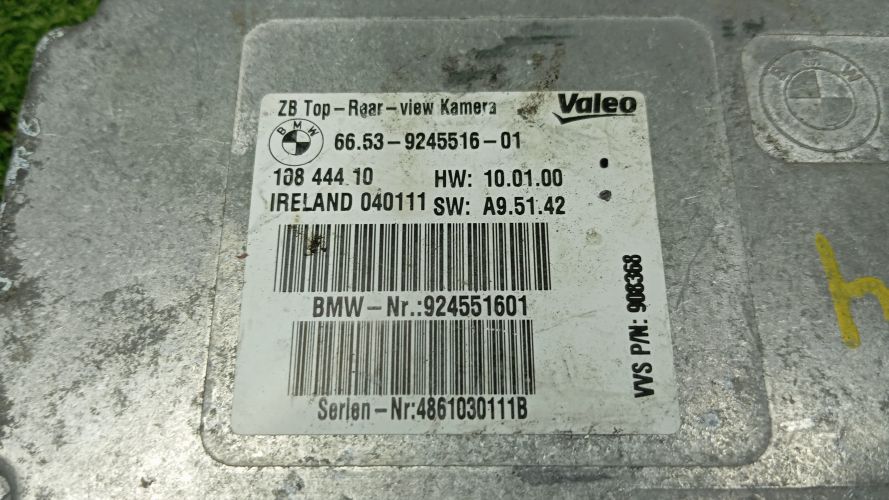 ZB Top-Rear-view Kamera
Valeo
BMW
66.53-9245516-01
108 444 10 HW: 10.01.00
IRELAND 040111 SW: A9.51.42
BMW-Nr.:924551601
Serien-Nr:4861030111B
VVS P/N: 908368
BMW